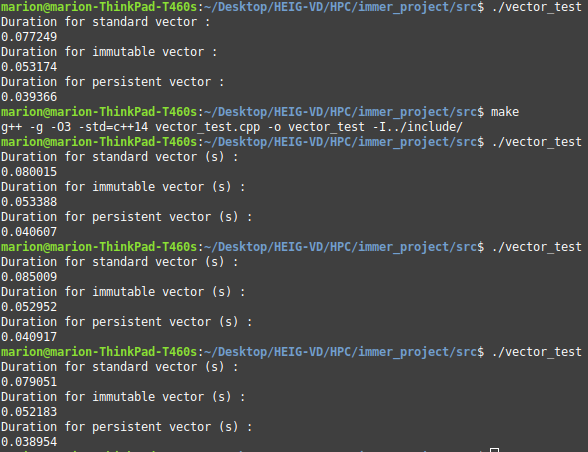 marion@marion-ThinkPad-T460s:~/Desktop/HEIG-VD/HPC/immer_project/src$ ./vector_test
Duration for standard vector :
0.077249
Duration for immutable vector :
0.053174
Duration for persistent vector :
0.039366
marion@marion-ThinkPad-T460s:~/Desktop/HEIG-VD/HPC/immer_project/src$ make
g++ -g -O3 -std=c++14 vector_test.cpp -o vector_test -I../include/
marion@marion-ThinkPad-T460s:~/Desktop/HEIG-VD/HPC/immer_project/src$ ./vector_test
Duration for standard vector (s) :
0.080015
Duration for immutable vector (s) :
0.053388
Duration for persistent vector (s) :
0.040607
marion@marion-ThinkPad-T460s:~/Desktop/HEIG-VD/HPC/immer_project/src$ ./vector_test
Duration for standard vector (s) :
0.085009
Duration for immutable vector (s) :
0.052952
Duration for persistent vector (s) :
0.040917
marion@marion-ThinkPad-T460s:~/Desktop/HEIG-VD/HPC/immer_project/src$ ./vector_test
Duration for standard vector (s) :
0.079051
Duration for immutable vector (s) :
0.052183
Duration for persistent vector (s) :
0.038954